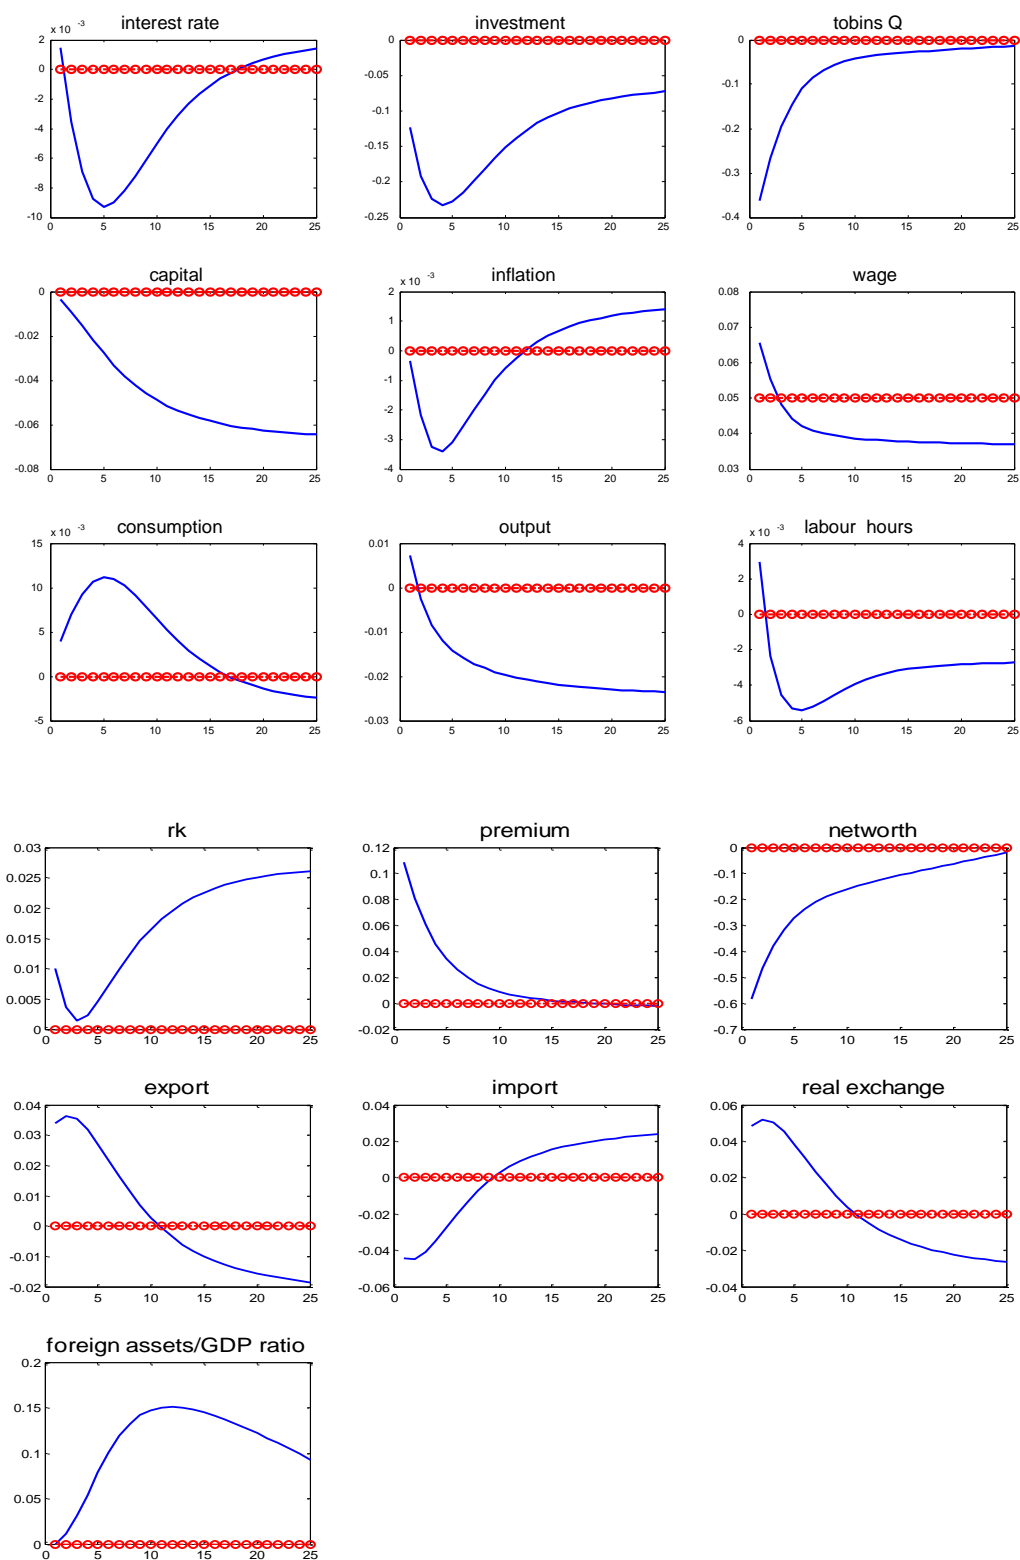 interest rate investment tobins Q
x 10 -3
2 0 0
0 -0.05 -0.1
-2
-4 -0.1 -0.2
-6 -0.15
-0.3
-8 -0.2
-10 -0.25 -0.4
0 5 10 15 20 25 0 5 10 15 20 25 0 5 10 15 20 25
capital inflation wage
x 10 -3
0 2 0.08
1 0.07
-0.02 0
0.06
-0.04 -1
0.05
-2
-0.06 0.04
-3
-0.08 -4 0.03
0 5 10 15 20 25 0 5 10 15 20 25 0 5 10 15 20 25
consumption output labour hours
x 10 -3 x 10 -3
15 0.01 4
10 0 2
0
5 -0.01
-2
0 -0.02 -4
-5 -0.03 -6
0 5 10 15 20 25 0 5 10 15 20 25 0 5 10 15 20 25
rk premium networth
0.03 0.12 0
0.025 0.1 -0.1
0.08 -0.2
0.02
0.06 -0.3
0.015
0.04 -0.4
0.01
0.02 -0.5
0.005 0 -0.6
0 -0.02 -0.7
0 5 10 15 20 25 0 5 10 15 20 25 0 5 10 15 20 25
export import real exchange
0.04 0.04 0.06
0.03 0.02 0.04
0.02
0 0.02
0.01
-0.02 0
0
-0.01 -0.04 -0.02
-0.02 -0.06 -0.04
0 5 10 15 20 25 0 5 10 15 20 25 0 5 10 15 20 25
foreign assets/GDP ratio
0.2
0.15
0.1
0.05
0
0 5 10 15 20 25